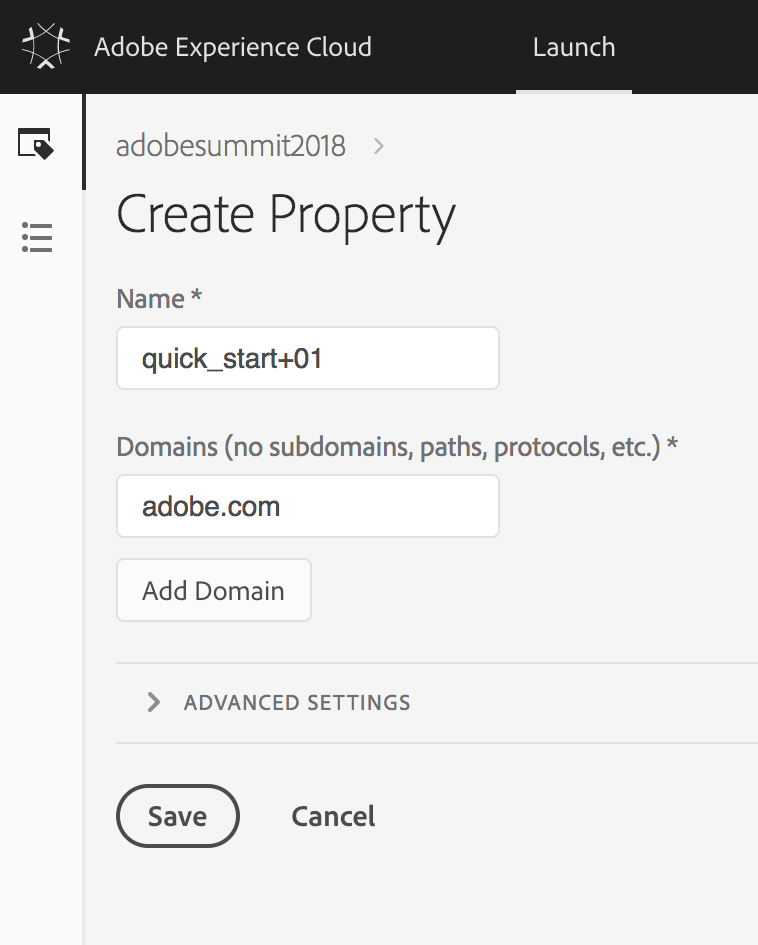 Adobe Experience Cloud
Launch
adobesummit2018
Create Property
Name *
quick_start+01
Domains (no subdomains, paths, protocols, etc.) *
adobe.com
Add Domain
ADVANCED SETTINGS
Save
Cancel